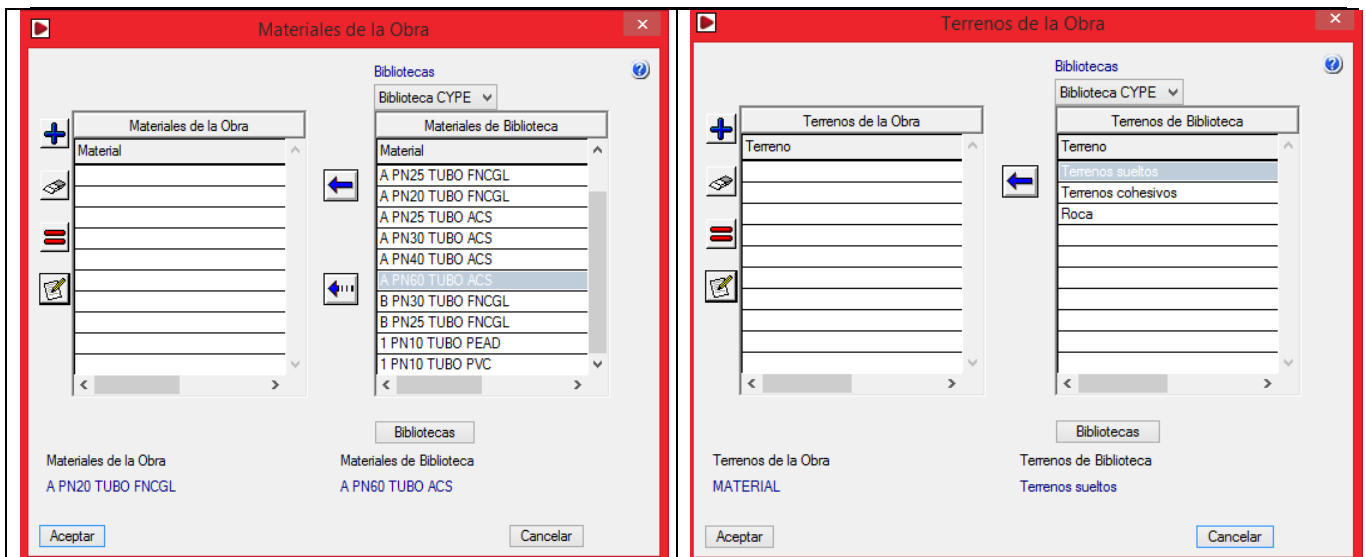 Materiales de la Obra
Bibliotecas
Biblioteca CYPE
Materiales de la Obra
Materiales de Biblioteca
Material
Material
A PN25 TUBO FNCGL
A PN20 TUBO FNCGL
A PN25 TUBO ACS
A PN30 TUBO ACS
A PN40 TUBO ACS
A PN60 TUBO ACS
B PN30 TUBO FNCGL
B PN25 TUBO FNCGL
1 PN10 TUBO PEAD
1 PN10 TUBO PVC
Bibliotecas
Materiales de la Obra
Materiales de Biblioteca
A PN20 TUBO FNCGL
A PN60 TUBO ACS
Aceptar
Cancelar
Terrenos de la Obra
Bibliotecas
Biblioteca CYPE
Terrenos de la Obra
Terrenos de Biblioteca
Terreno
Terreno
Terrenos sueltos
Terrenos cohesivos
Roca
Bibliotecas
Terrenos de la Obra
Terrenos de Biblioteca
MATERIAL
Terrenos sueltos
Aceptar
Cancelar